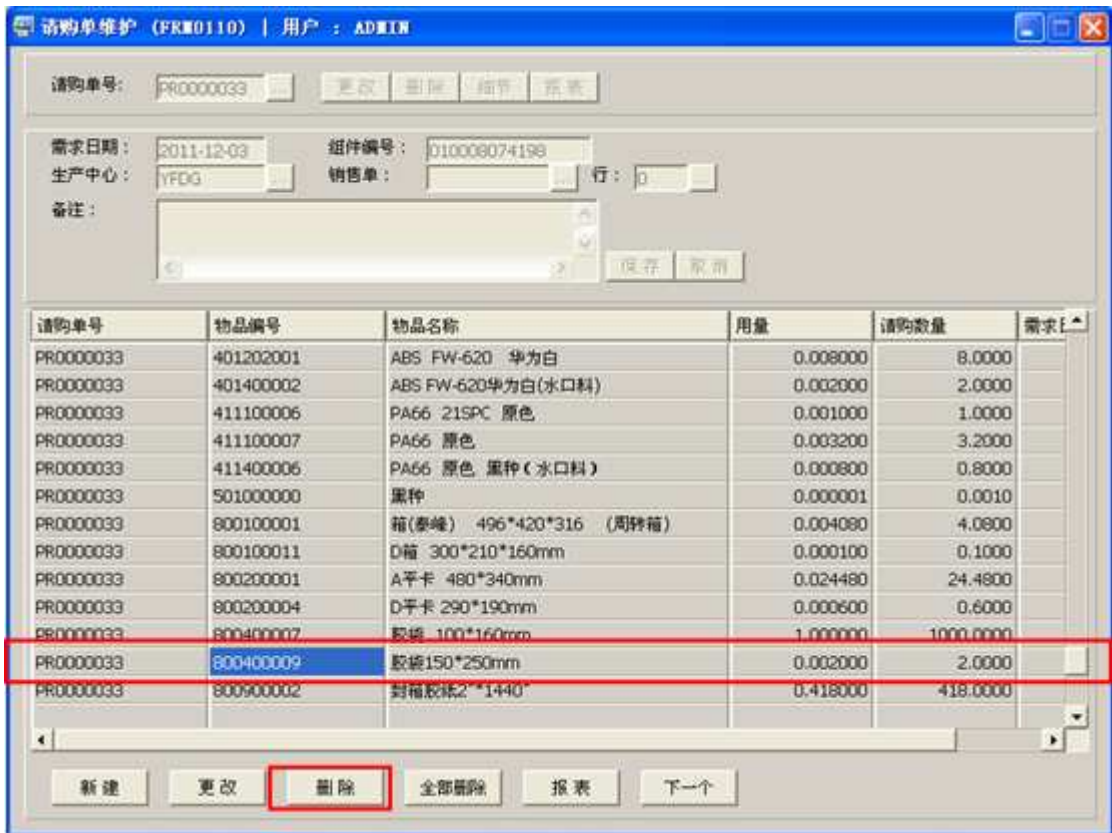 请购单维护 (FRM0110) | 用户 : ADMIN
请购单号: PR0000033 ... 更改 删除 细节 报表
需求日期: 2011-12-03 组件编号: 010008074198
生产中心: YFDG ... 销售单: ... 行: 0 ...
备注:
保存 取消
请购单号 物品编号 物品名称 用量 请购数量 需求日
PR0000033 401202001 ABS FW-620 华为白 0.008000 8.0000
PR0000033 401400002 ABS FW-620华为白(水口料) 0.002000 2.0000
PR0000033 411100006 PA66 21SPC 原色 0.001000 1.0000
PR0000033 411100007 PA66 原色 0.003200 3.2000
PR0000033 411400006 PA66 原色 黑种(水口料) 0.000800 0.8000
PR0000033 501000000 黑种 0.000001 0.0010
PR0000033 800100001 箱(泰峰) 496*420*316 (周转箱) 0.004080 4.0800
PR0000033 800100011 D箱 300*210*160mm 0.000100 0.1000
PR0000033 800200001 A平卡 480*340mm 0.024480 24.4800
PR0000033 800200004 D平卡 290*190mm 0.000600 0.6000
PR0000033 800400007 胶袋 100*160mm 1.000000 1000.0000
PR0000033 800400009 胶袋150*250mm 0.002000 2.0000
PR0000033 800900002 封箱胶纸2"*1440" 0.418000 418.0000
新建 更改 删除 全部删除 报表 下一个